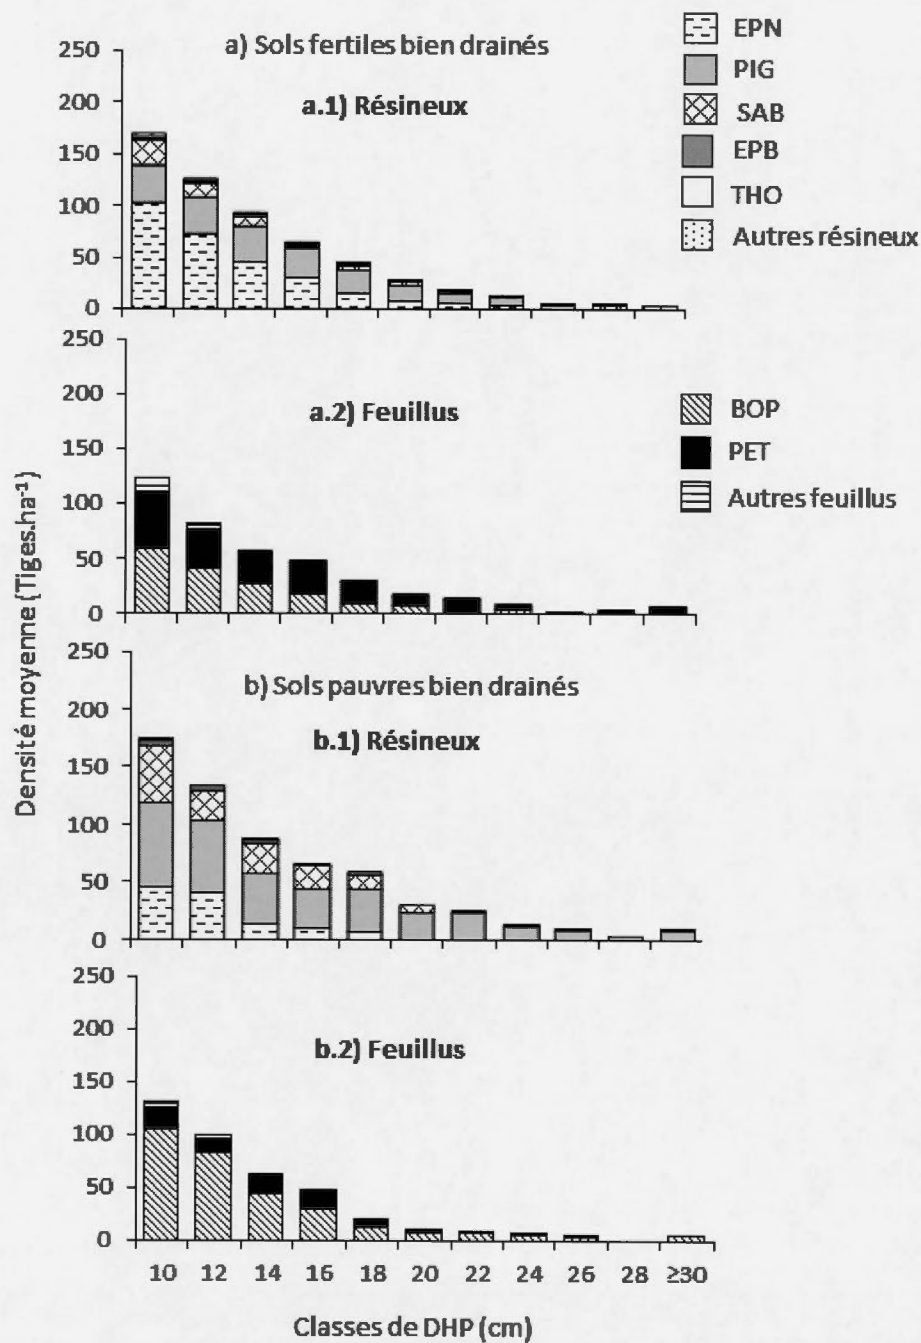 a) Sols fertiles bien drainés
a.1) Résineux
250
200
150
100
50
0
EPN
PIG
SAB
EPB
THO
Autres résineux
a.2) Feuillus
250
200
150
100
50
0
BOP
PET
Autres feuillus
Densité moyenne (Tiges.ha⁻¹)
b) Sols pauvres bien drainés
b.1) Résineux
250
200
150
100
50
0
b.2) Feuillus
250
200
150
100
50
0
10 12 14 16 18 20 22 24 26 28 ≥30
Classes de DHP (cm)